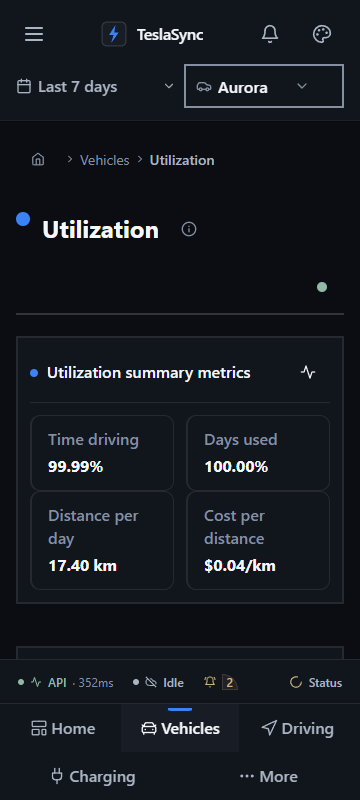 TeslaSync
Last 7 days
Aurora
Vehicles
Utilization
Utilization
Utilization summary metrics
Time driving
99.99%
Days used
100.00%
Distance per
day
17.40 km
Cost per
distance
$0.04/km
API · 352ms
Idle
2
Status
Home
Vehicles
Driving
Charging
More